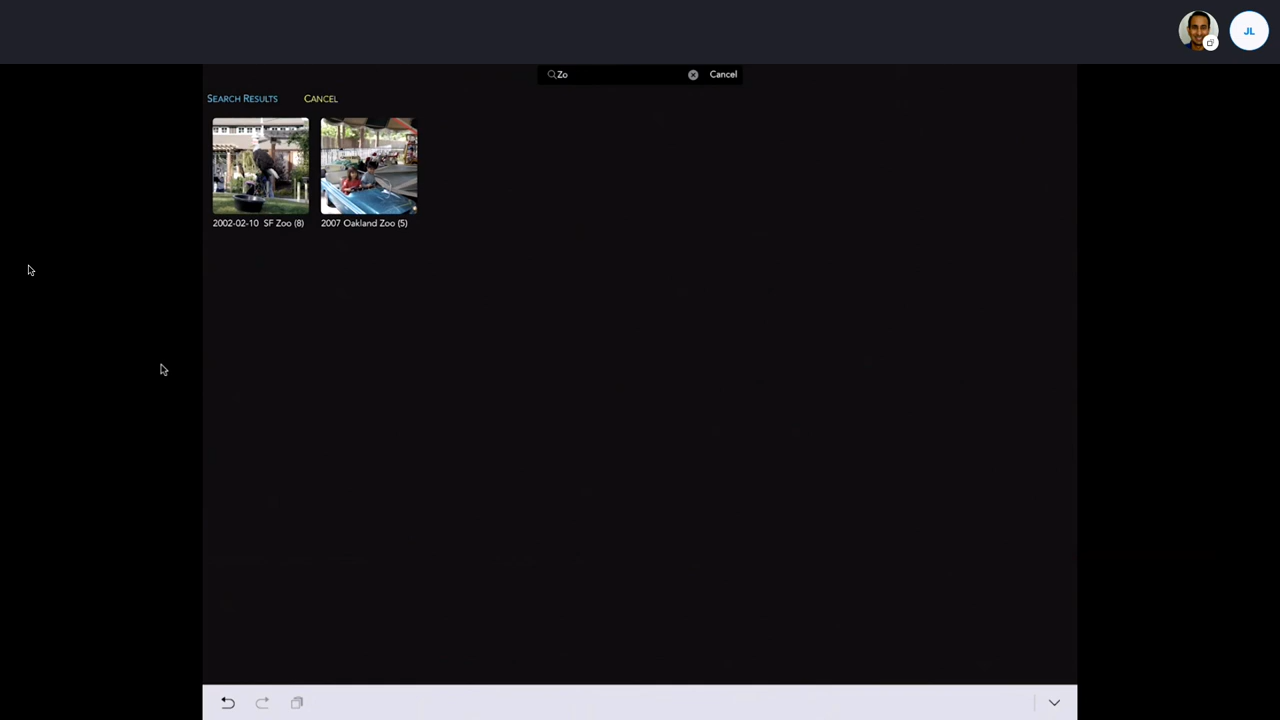 JL
Zo
Cancel
SEARCH RESULTS CANCEL
2002-02-10 SF Zoo (8)
2007 Oakland Zoo (5)